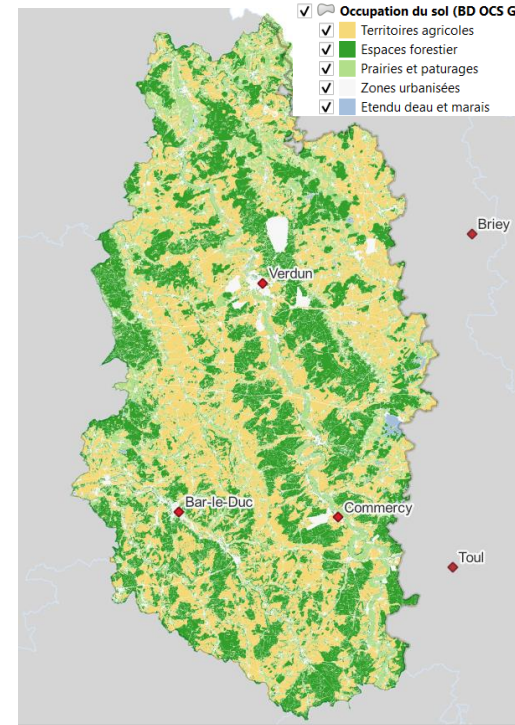 Occupation du sol (BD OCS G
Territoires agricoles
Espaces forestier
Prairies et paturages
Zones urbanisées
Etendu deau et marais
Briey
Verdun
Bar-le-Duc
Commercy
Toul